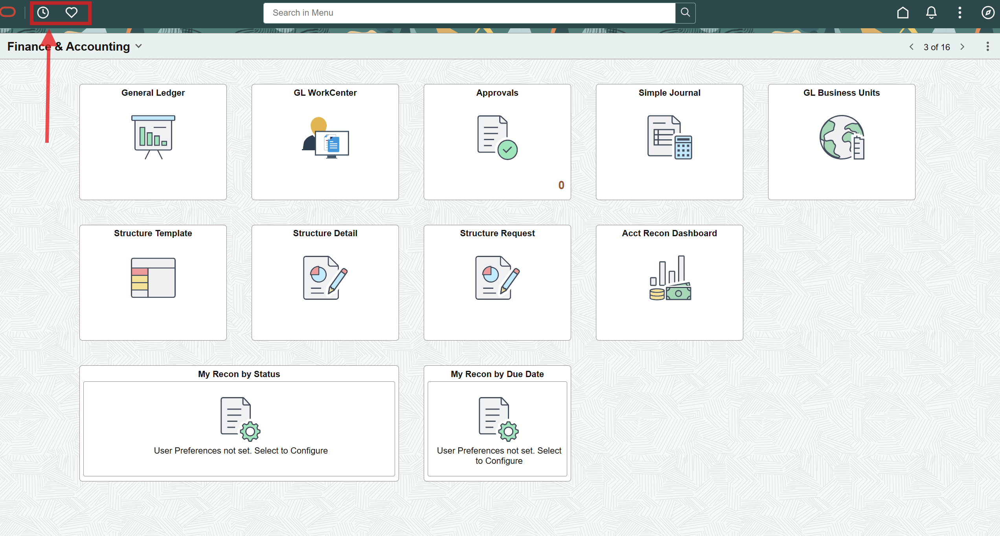 Search in Menu
Finance & Accounting
3 of 16
General Ledger
GL WorkCenter
Approvals
Simple Journal
GL Business Units
0
Structure Template
Structure Detail
Structure Request
Acct Recon Dashboard
My Recon by Status
My Recon by Due Date
User Preferences not set. Select to Configure
User Preferences not set. Select
to Configure